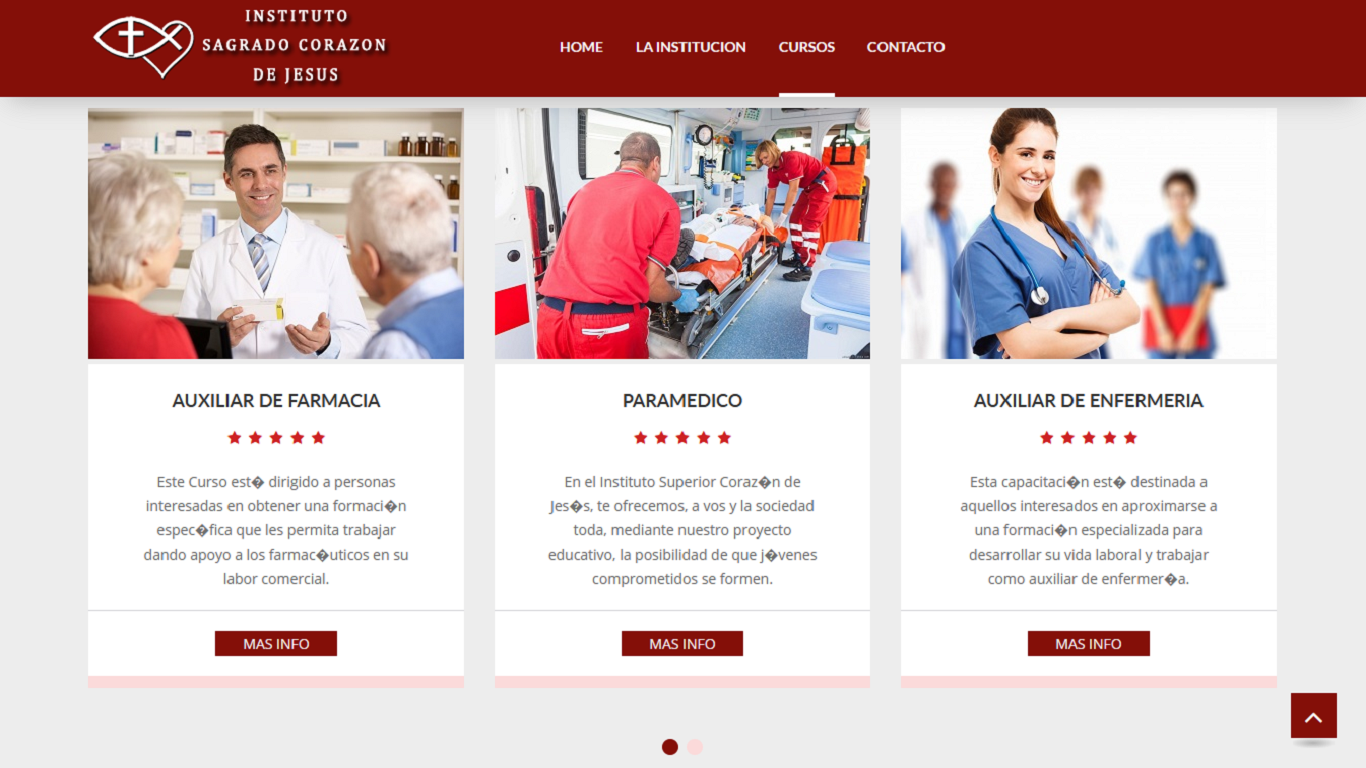 INSTITUTO
SAGRADO CORAZON
DE JESUS
HOME
LA INSTITUCION
CURSOS
CONTACTO
AUXILIAR DE FARMACIA
Este Curso est� dirigido a personas
interesadas en obtener una formaci�n
espec�fica que les permita trabajar
dando apoyo a los farmac�uticos en su
labor comercial.
MAS INFO
PARAMEDICO
En el Instituto Superior Coraz�n de
Jes�s, te ofrecemos, a vos y la sociedad
toda, mediante nuestro proyecto
educativo, la posibilidad de que j�venes
comprometidos se formen.
MAS INFO
AUXILIAR DE ENFERMERIA
Esta capacitaci�n est� destinada a
aquellos interesados en aproximarse a
una formaci�n especializada para
desarrollar su vida laboral y trabajar
como auxiliar de enfermer�a.
MAS INFO